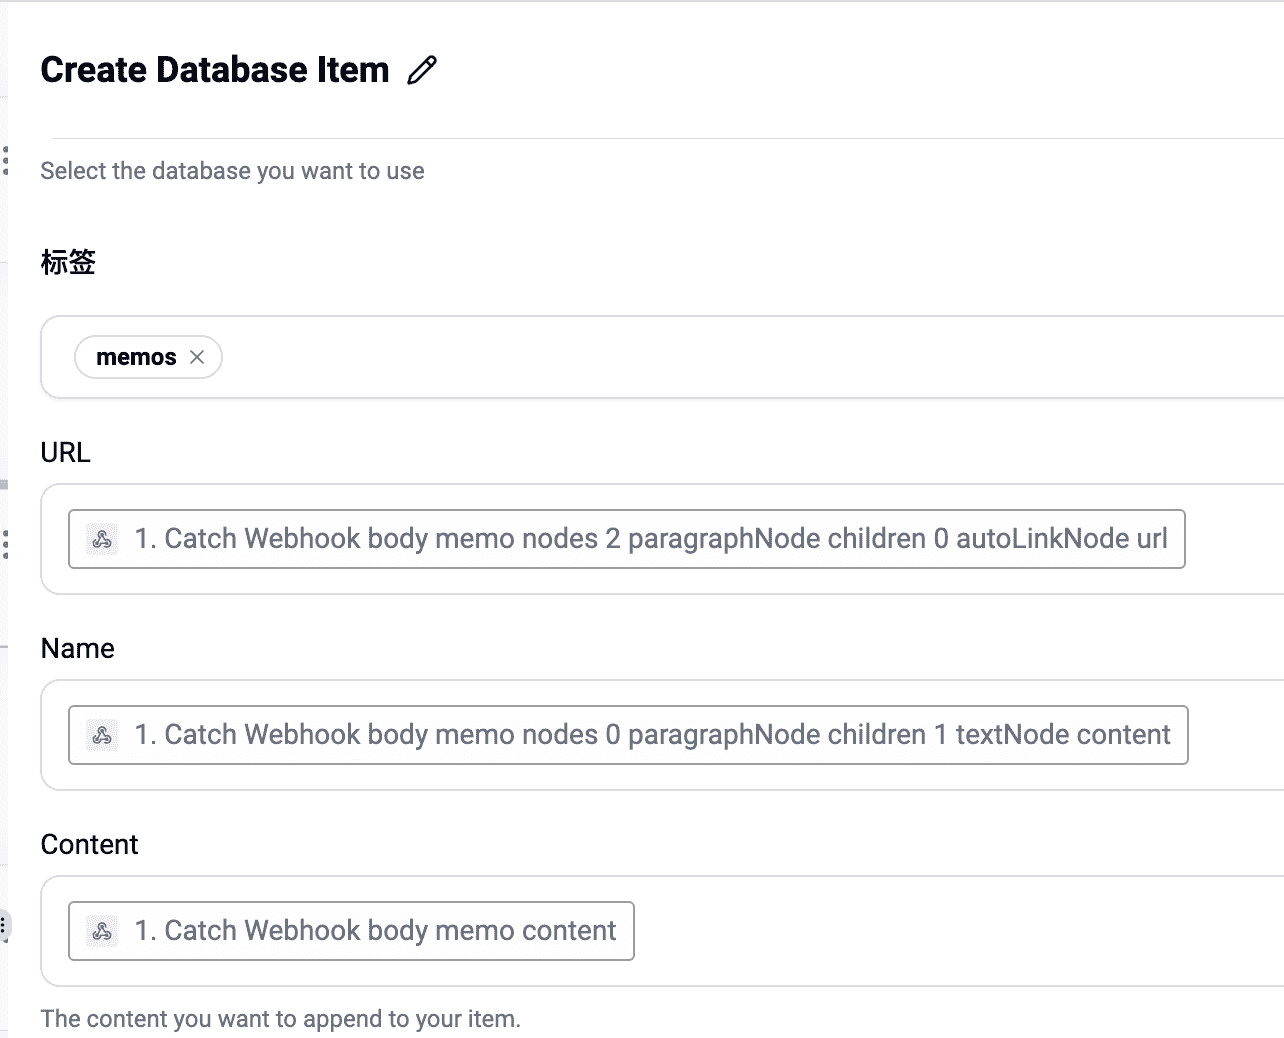 Create Database Item
Select the database you want to use
标签
memos
URL
1. Catch Webhook body memo nodes 2 paragraphNode children 0 autoLinkNode url
Name
1. Catch Webhook body memo nodes 0 paragraphNode children 1 textNode content
Content
1. Catch Webhook body memo content
The content you want to append to your item.